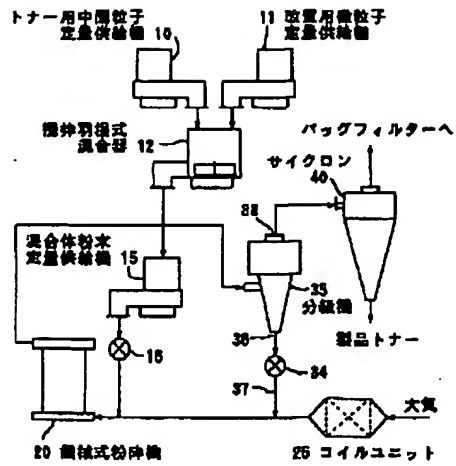 トナー用中間粒子
定量供給機 10
11 改質用微粒子
定量供給機
攪拌羽根式
混合器 12
バッグフィルターへ
サイクロン
40
38
混合体粉末
定量供給機
15
35
分級機
36
製品トナー
16
34
37
大気
20 機械式粉砕機
25 コイルユニット